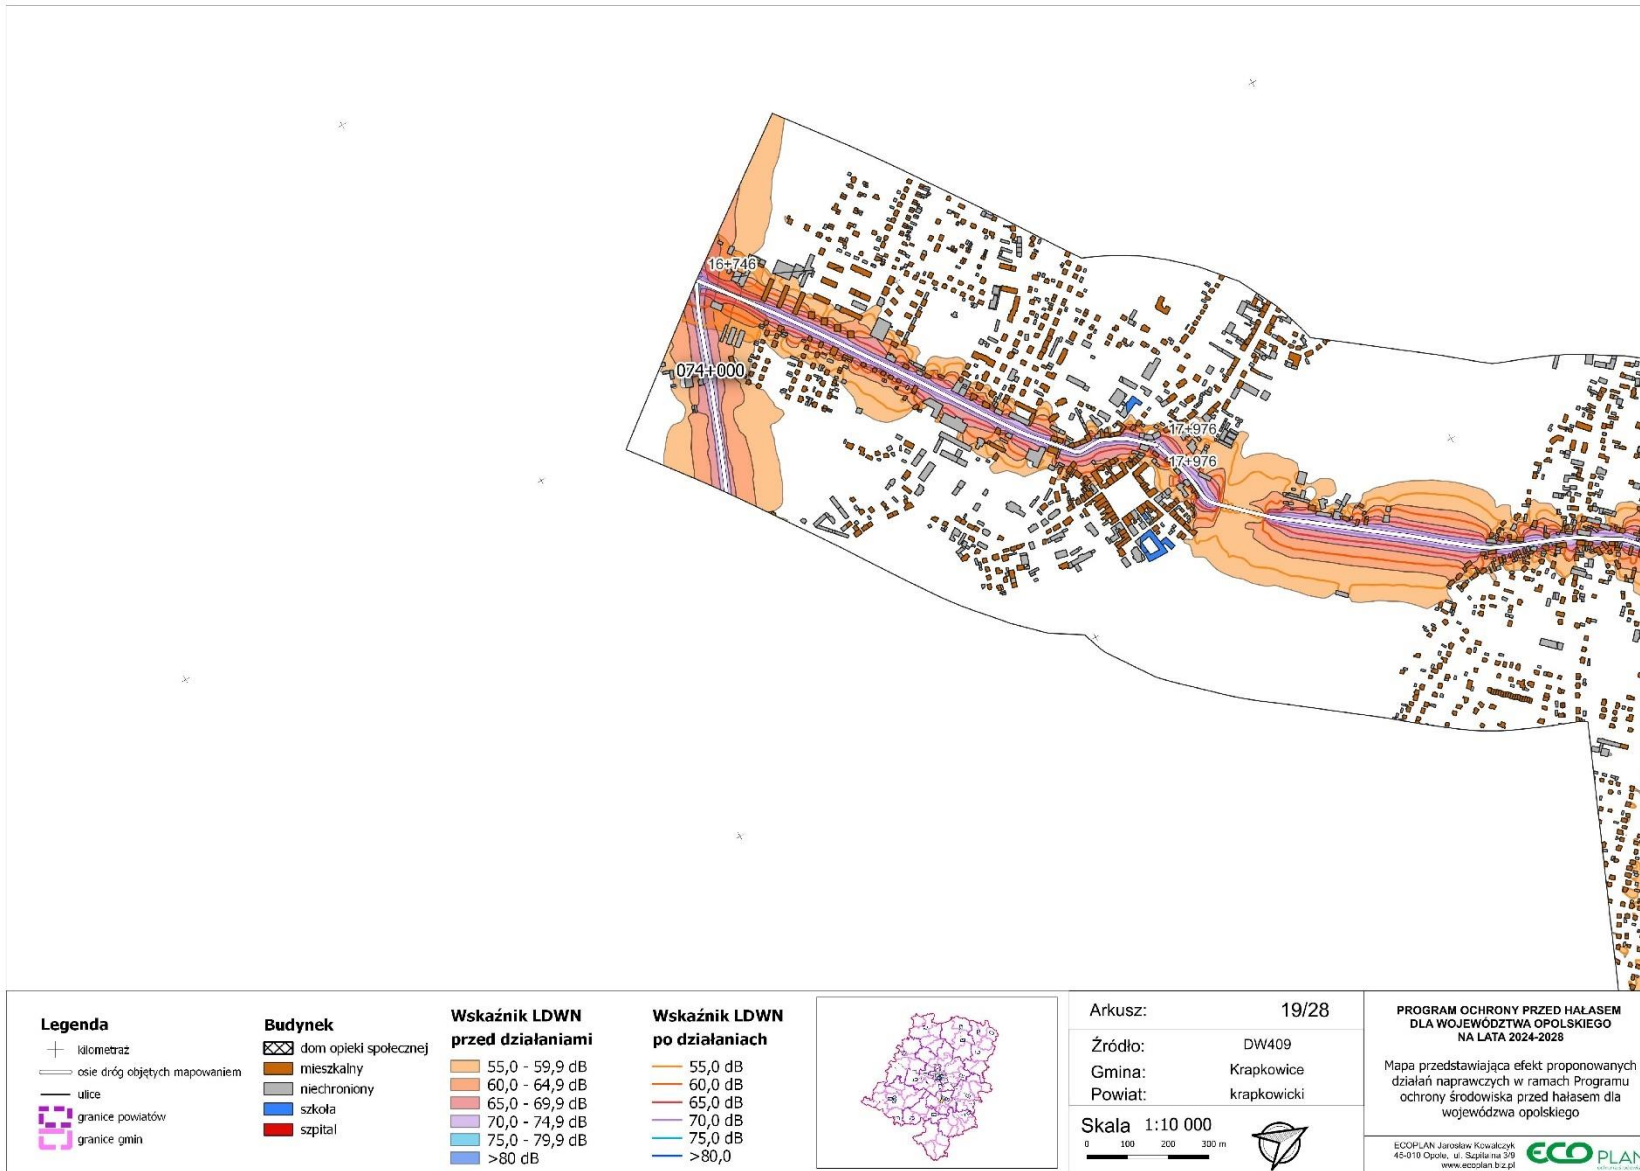 16+746
074+000
17+976
17+976
Legenda
kilometraż
osie dróg objętych mapowaniem
ulice
granice powiatów
granice gmin
Budynek
dom opieki społecznej
mieszkalny
niechroniony
szkoła
szpital
Wskaźnik LDWN
przed działaniami
55,0 - 59,9 dB
60,0 - 64,9 dB
65,0 - 69,9 dB
70,0 - 74,9 dB
75,0 - 79,9 dB
>80 dB
Wskaźnik LDWN
po działaniach
55,0 dB
60,0 dB
65,0 dB
70,0 dB
75,0 dB
>80,0
Arkusz: 19/28
Źródło: DW409
Gmina: Krapkowice
Powiat: krapkowicki
Skala 1:10 000
0 100 200 300 m
PROGRAM OCHRONY PRZED HAŁASEM
DLA WOJEWÓDZTWA OPOLSKIEGO
NA LATA 2024-2028
Mapa przedstawiająca efekt proponowanych
działań naprawczych w ramach Programu
ochrony środowiska przed hałasem dla
województwa opolskiego
ECOPLAN Jarosław Kowalczyk
45-010 Opole, ul. Szpitalna 3/9
www.ecoplan.biz.pl
ECO PLAN